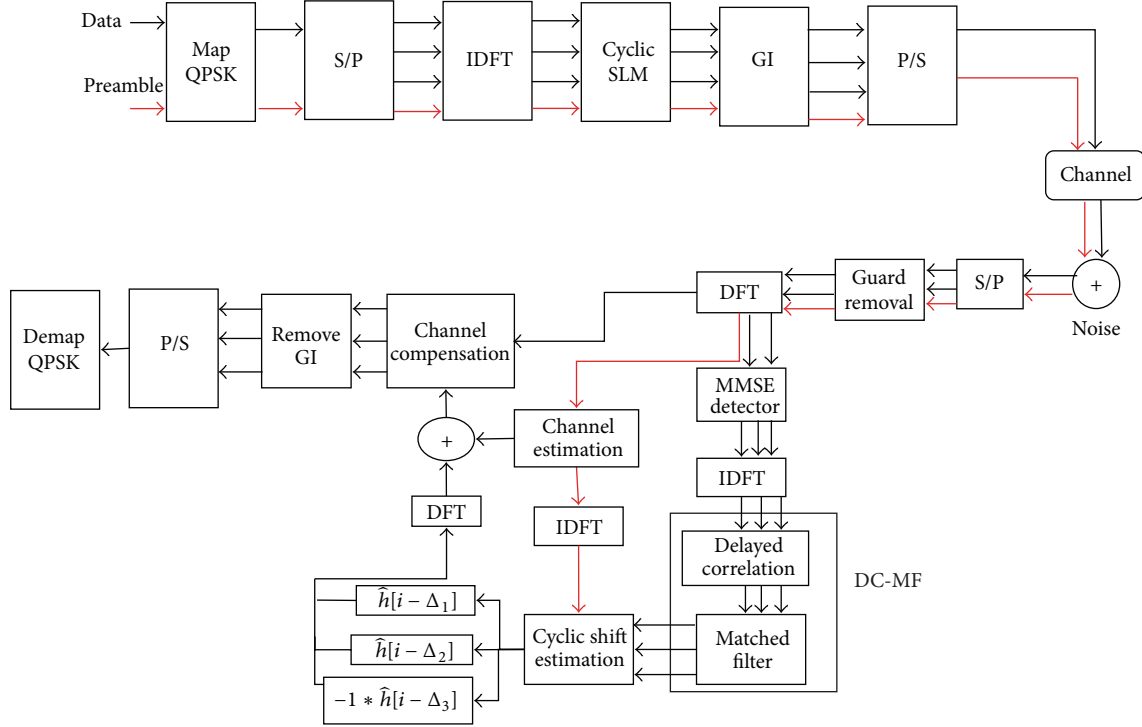 Data
Preamble
Map
QPSK
S/P
IDFT
Cyclic
SLM
GI
P/S
Channel
+
Noise
S/P
Guard
removal
DFT
Channel
compensation
Remove
GI
P/S
Demap
QPSK
MMSE
detector
IDFT
Channel
estimation
+
DFT
IDFT
Delayed
correlation
DC-MF
Matched
filter
Cyclic shift
estimation
ĥ[i − Δ₁]
ĥ[i − Δ₂]
−1 ∗ ĥ[i − Δ₃]